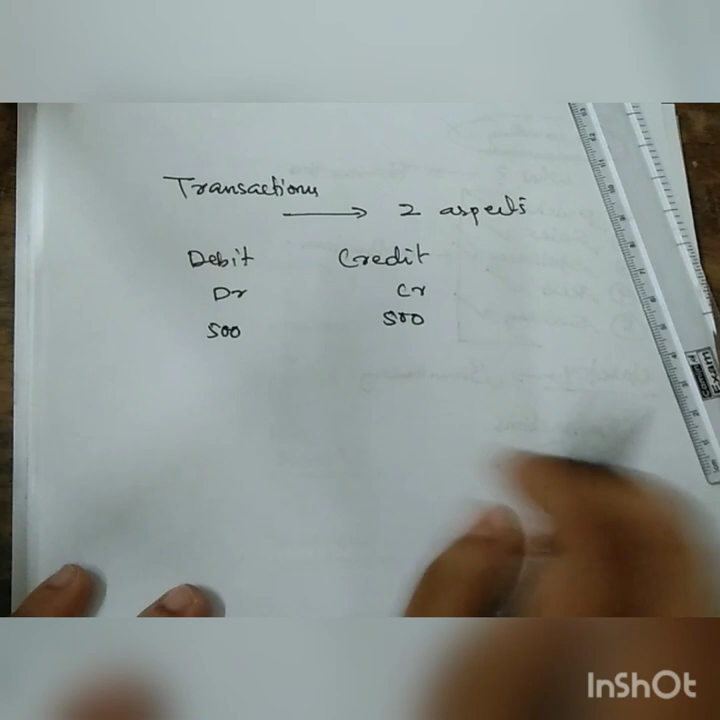 Transactions
→ 2 aspects
Debit Credit
Dr Cr
500 500
InShOt